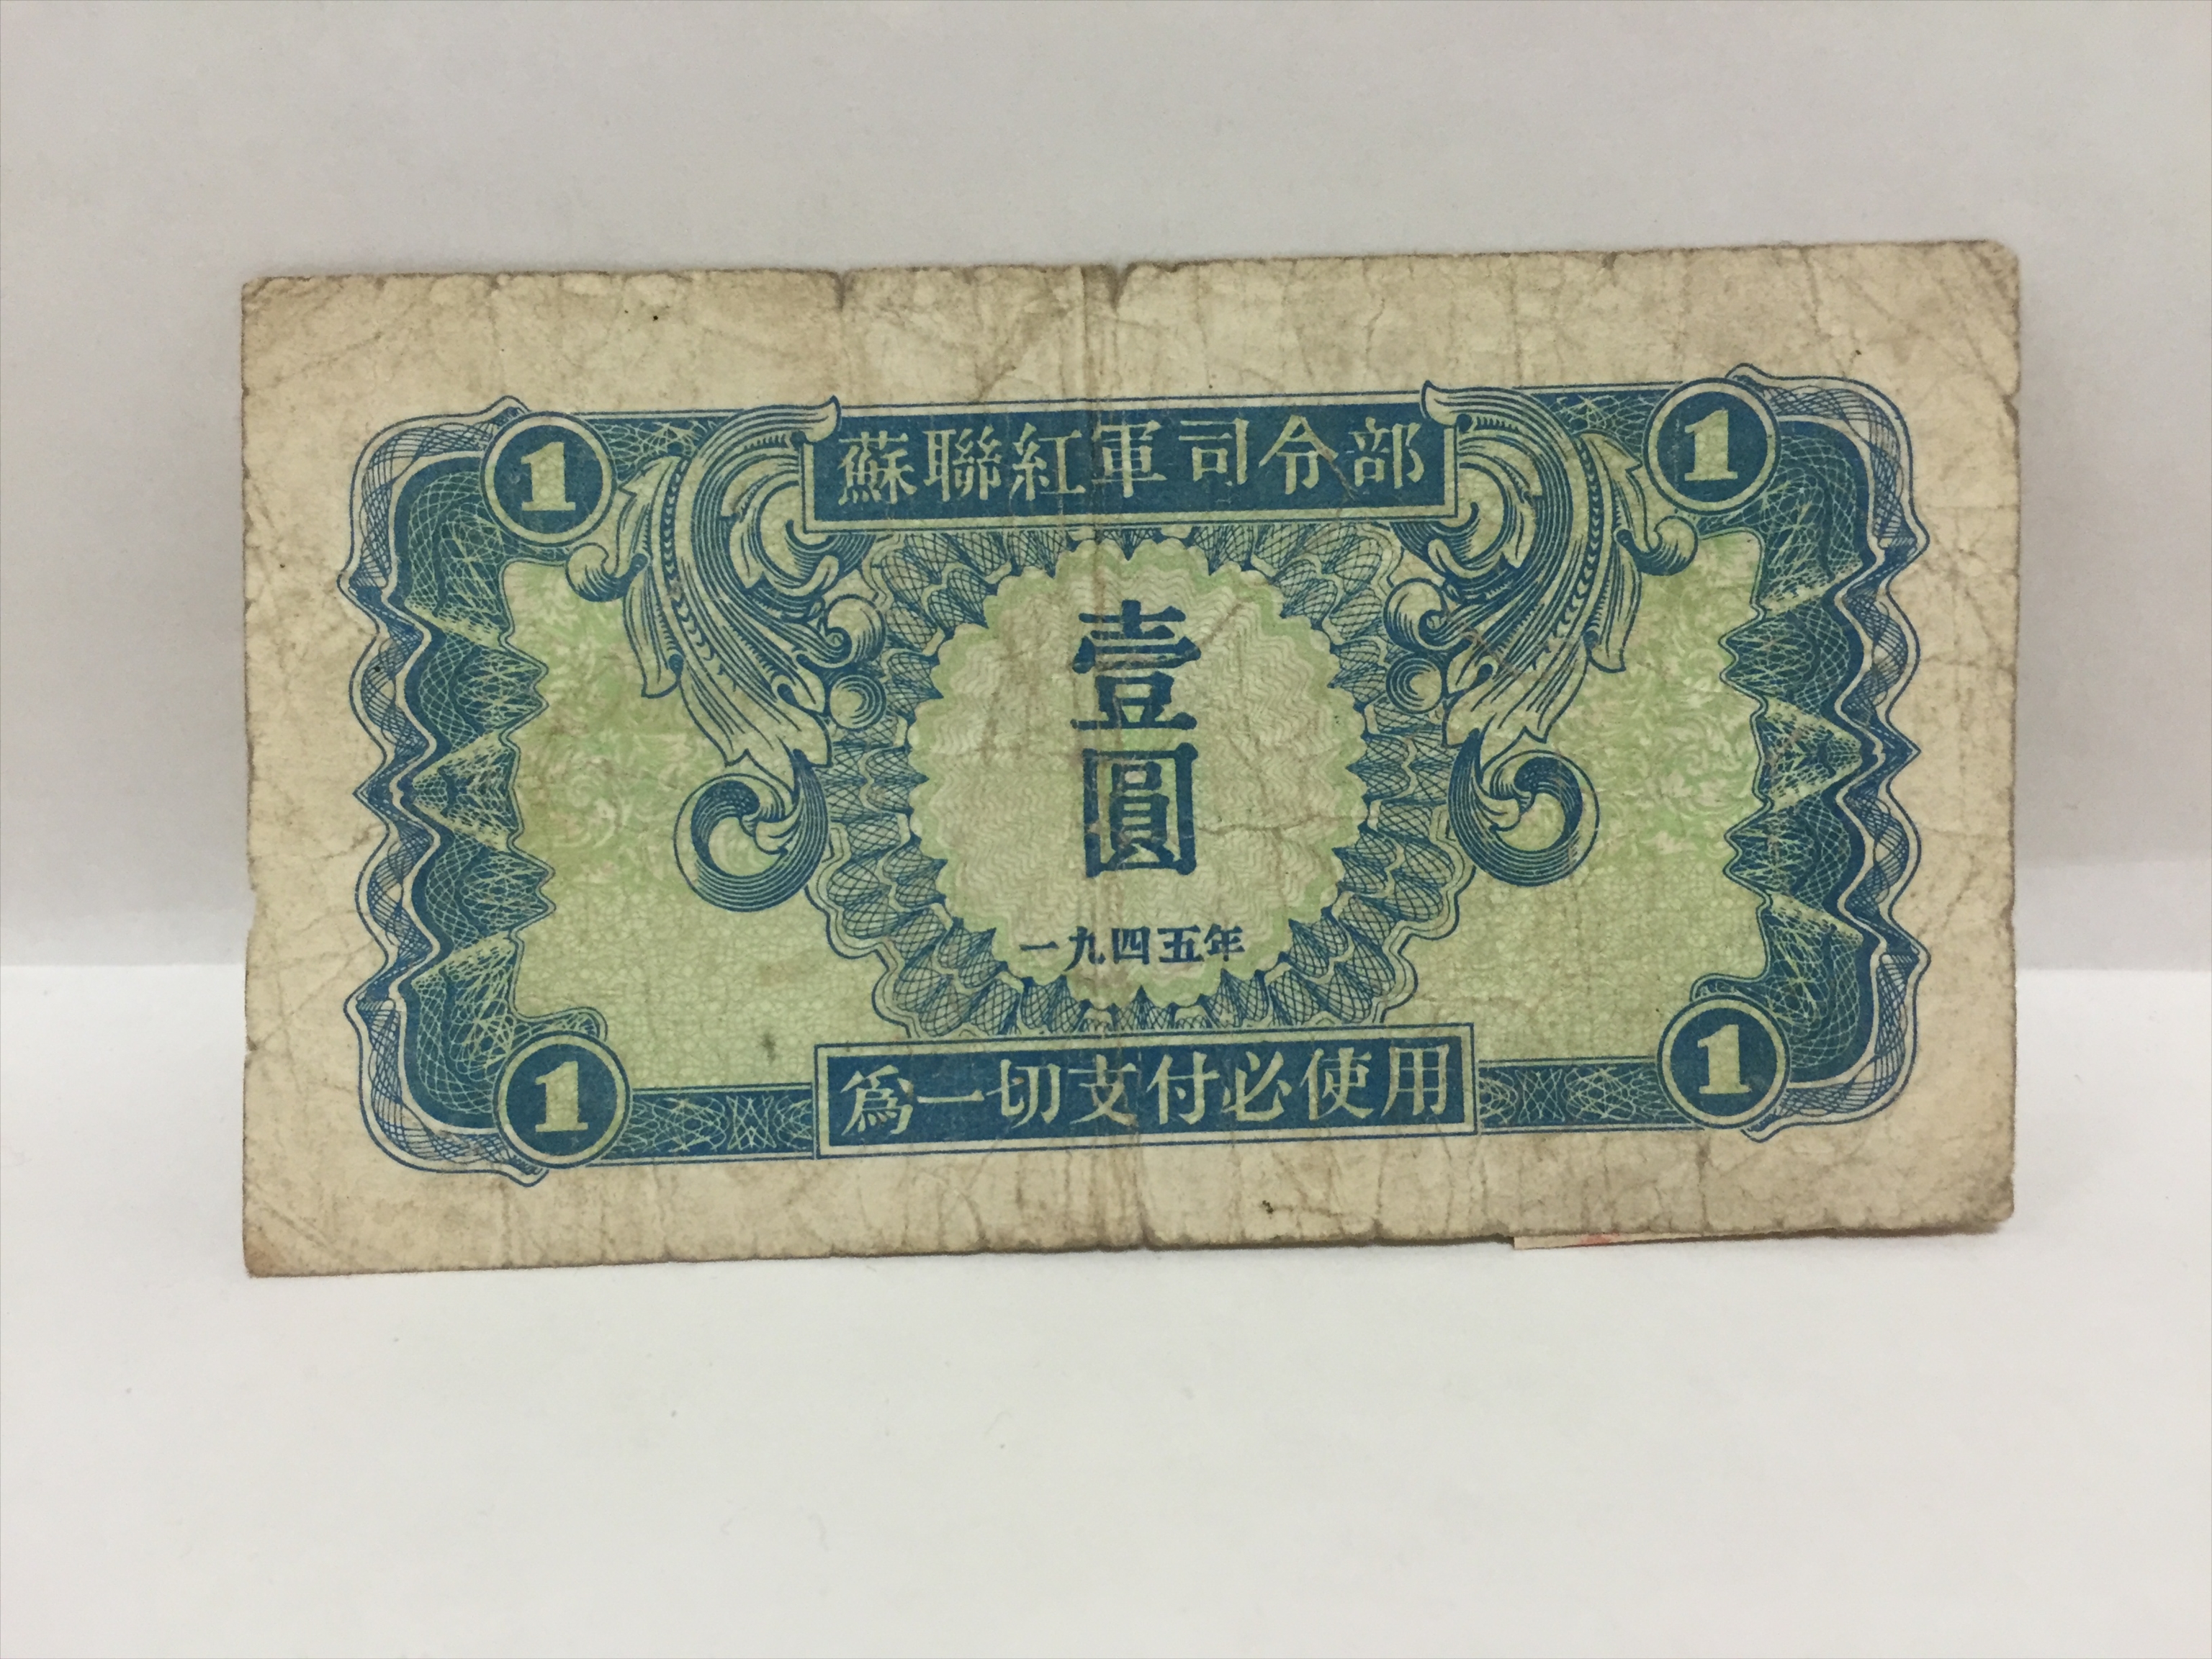 1 蘇聯紅軍司令部 1
壹
圓
一九四五年
1 爲一切支付必使用 1